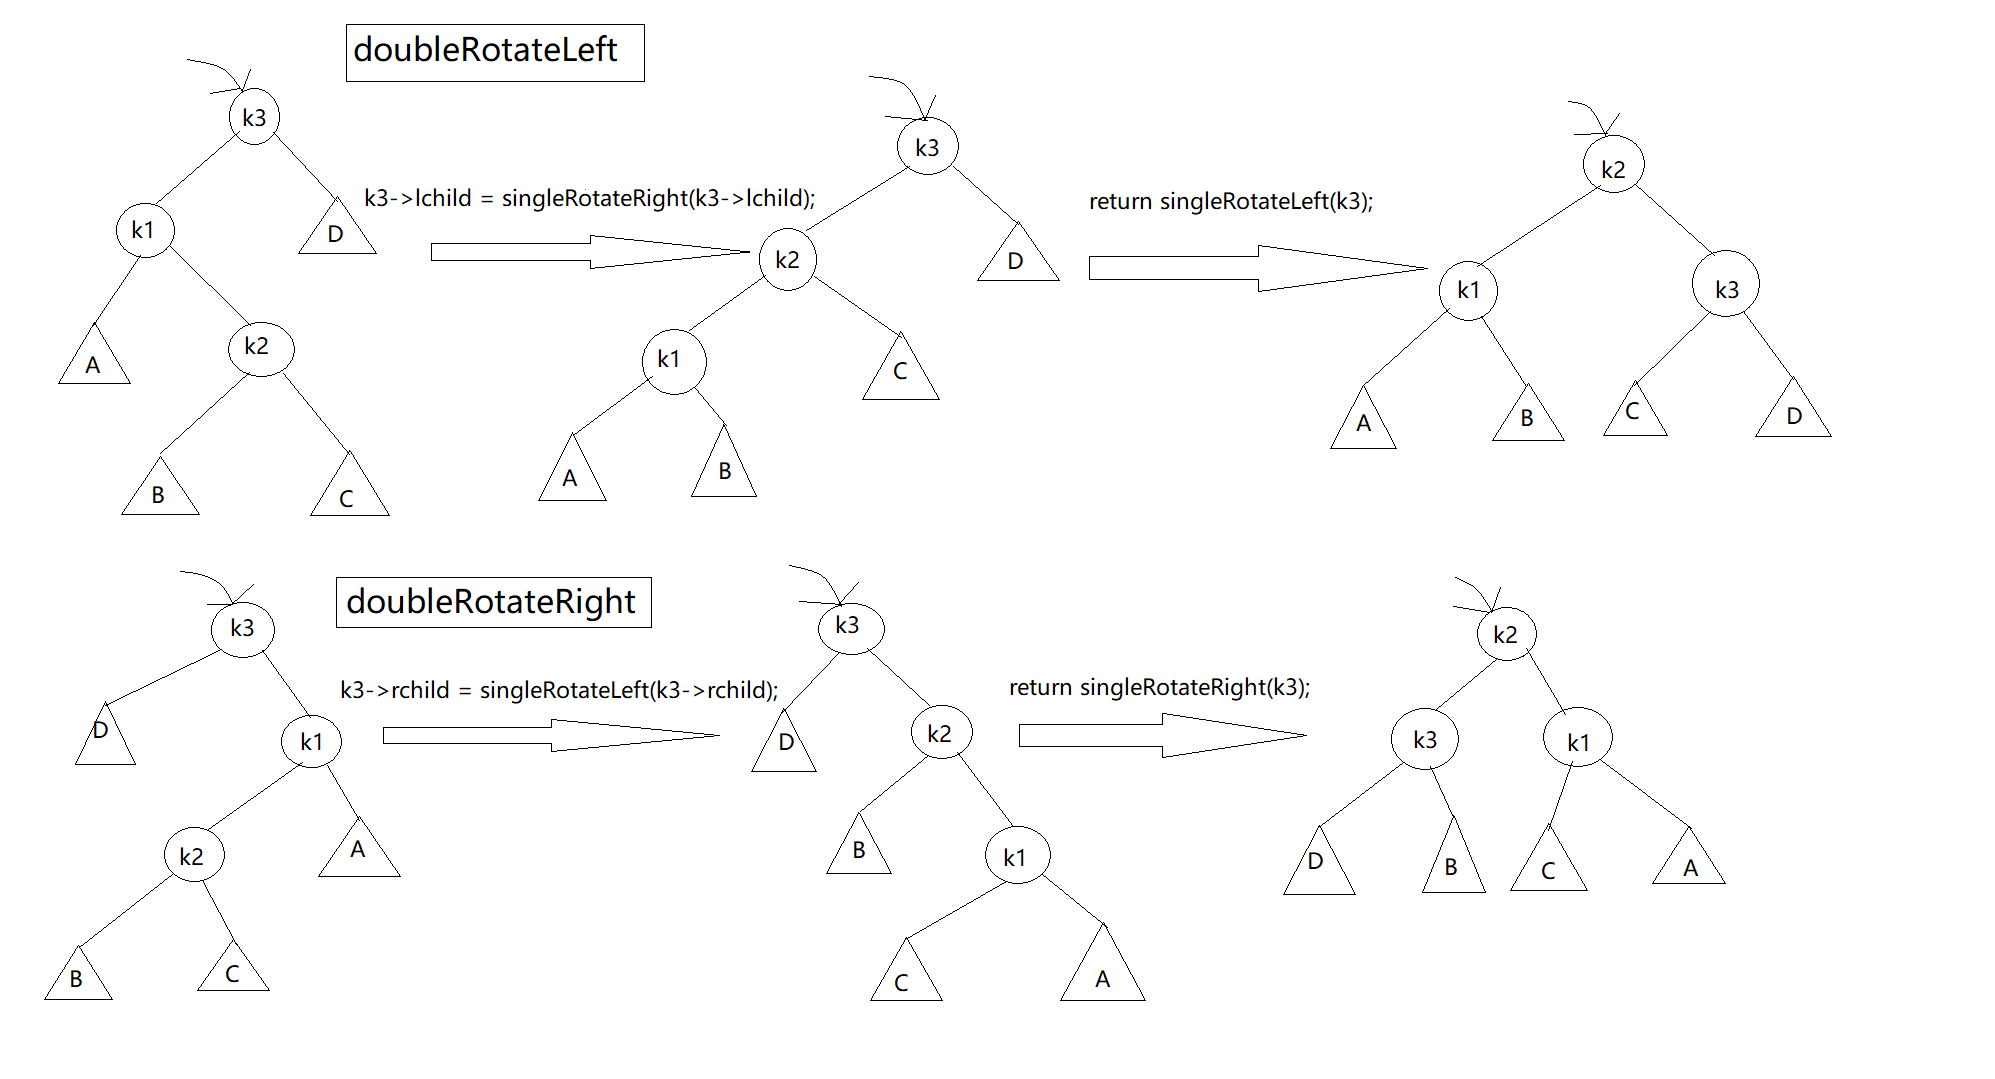 doubleRotateLeft
k3
k1
D
A
k2
B
C
k3->lchild = singleRotateRight(k3->lchild);
k3
k2
D
k1
C
A
B
return singleRotateLeft(k3);
k2
k1
k3
A
B
C
D
doubleRotateRight
k3
D
k1
k2
A
B
C
k3->rchild = singleRotateLeft(k3->rchild);
k3
D
k2
B
k1
C
A
return singleRotateRight(k3);
k2
k3
k1
D
B
C
A